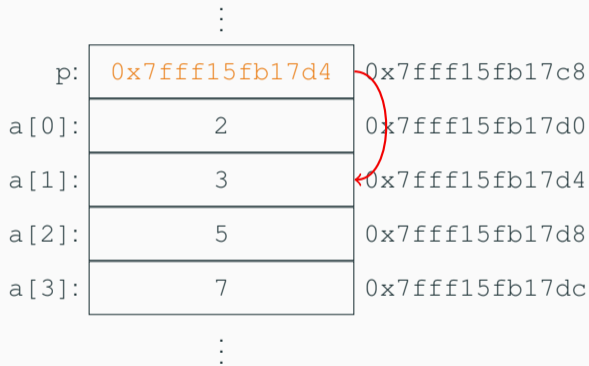 ⋮
p: 0x7fff15fb17d4 0x7fff15fb17c8
a[0]: 2 0x7fff15fb17d0
a[1]: 3 0x7fff15fb17d4
a[2]: 5 0x7fff15fb17d8
a[3]: 7 0x7fff15fb17dc
⋮